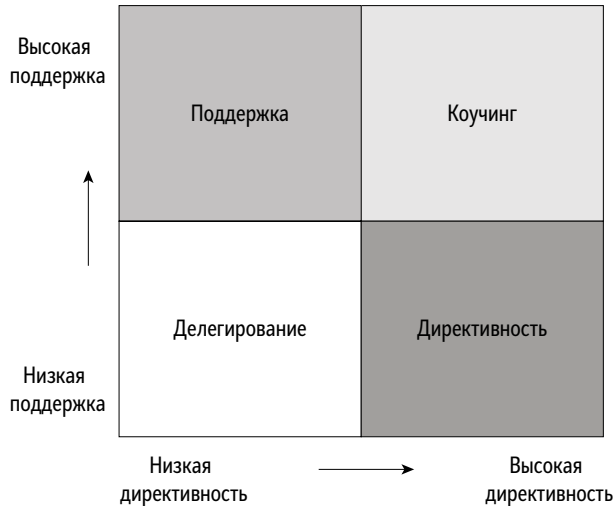 Высокая
поддержка
Поддержка
Коучинг
Делегирование
Директивность
Низкая
поддержка
Низкая
директивность
Высокая
директивность